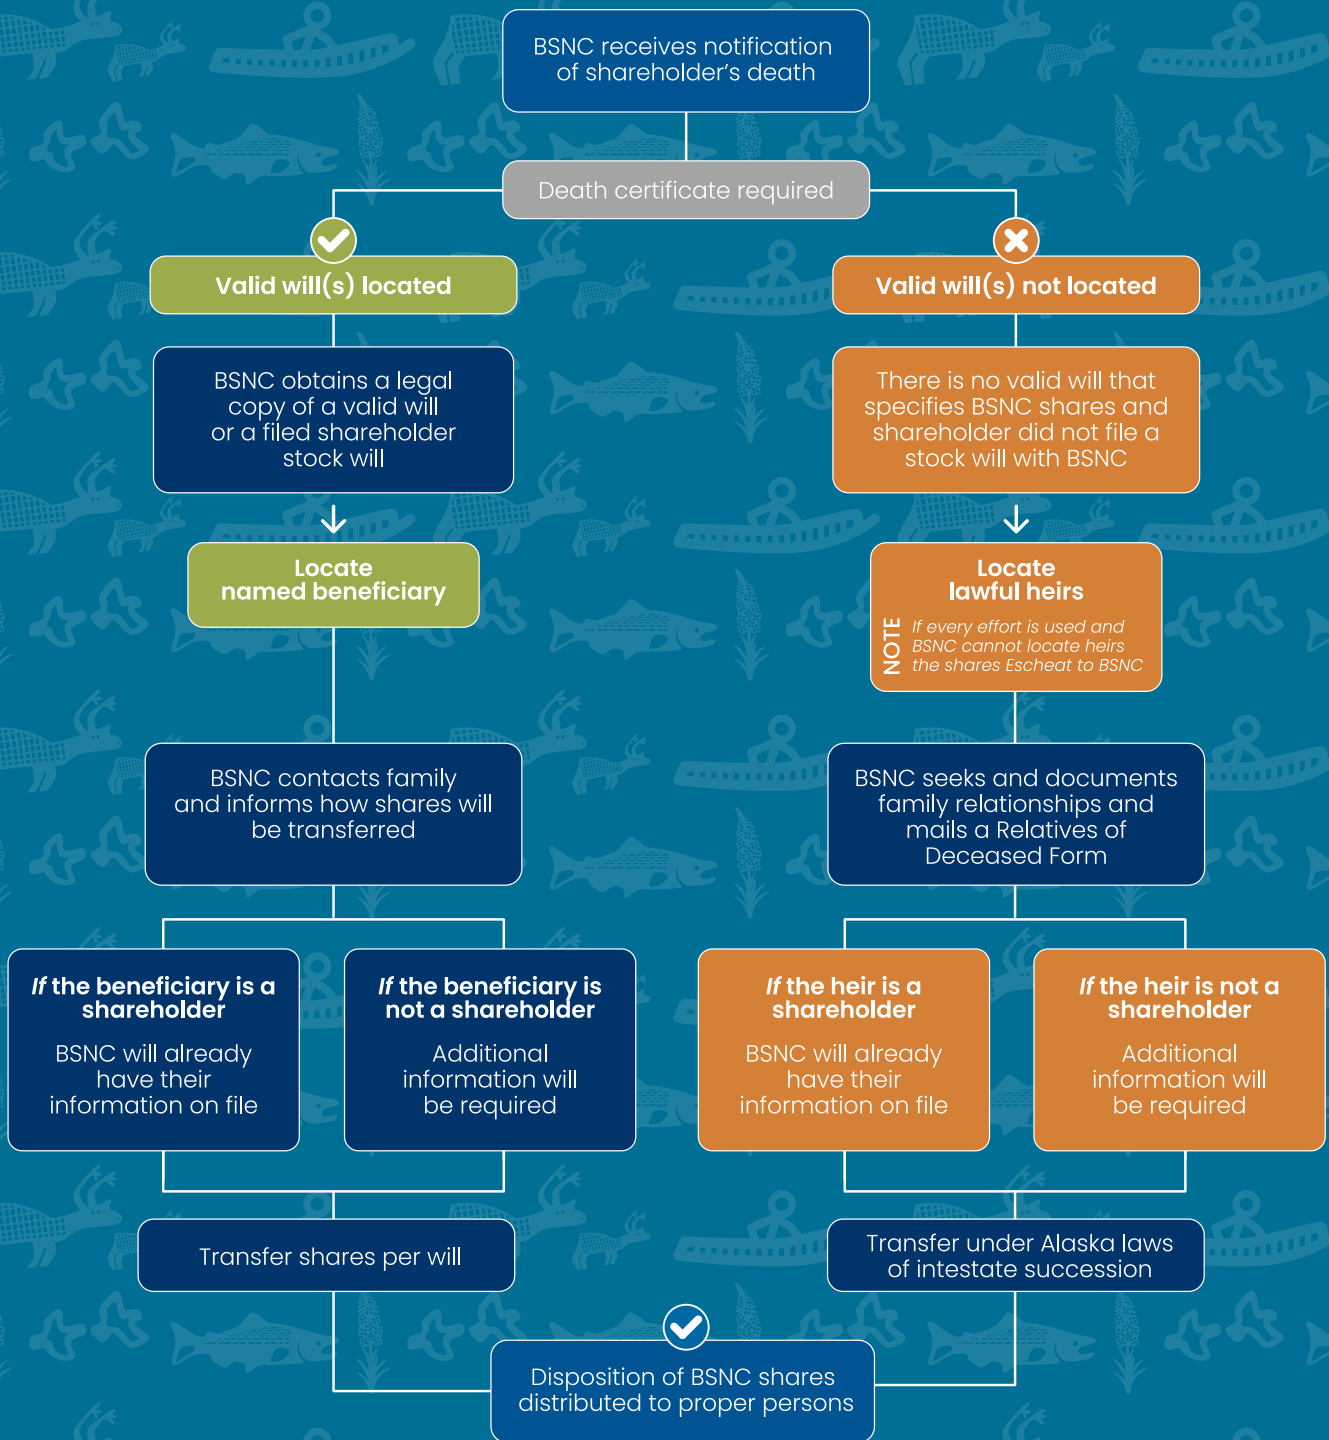 BSNC receives notification
of shareholder's death
Death certificate required
Valid will(s) located
BSNC obtains a legal
copy of a valid will
or a filed shareholder
stock will
Locate
named beneficiary
BSNC contacts family
and informs how shares will
be transferred
If the beneficiary is a
shareholder
BSNC will already
have their
information on file
If the beneficiary is
not a shareholder
Additional
information will
be required
Transfer shares per will
Valid will(s) not located
There is no valid will that
specifies BSNC shares and
shareholder did not file a
stock will with BSNC
Locate
lawful heirs
NOTE
If every effort is used and
BSNC cannot locate heirs
the shares Escheat to BSNC
BSNC seeks and documents
family relationships and
mails a Relatives of
Deceased Form
If the heir is a
shareholder
BSNC will already
have their
information on file
If the heir is not a
shareholder
Additional
information will
be required
Transfer under Alaska laws
of intestate succession
Disposition of BSNC shares
distributed to proper persons